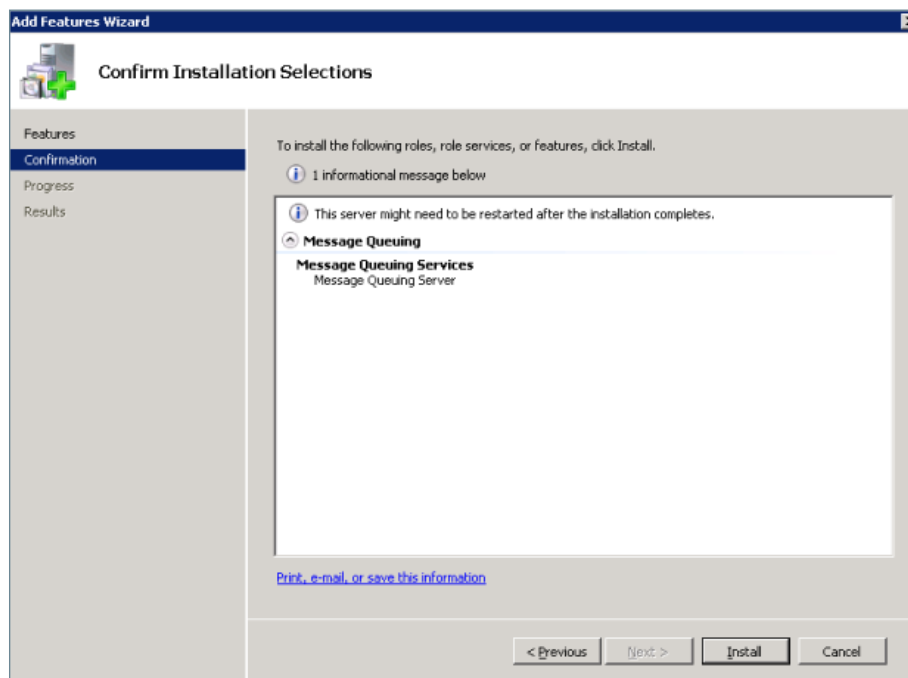 Add Features Wizard
Confirm Installation Selections
Features
Confirmation
Progress
Results
To install the following roles, role services, or features, click Install.
1 informational message below
This server might need to be restarted after the installation completes.
Message Queuing
Message Queuing Services
Message Queuing Server
Print, e-mail, or save this information
< Previous
Next >
Install
Cancel